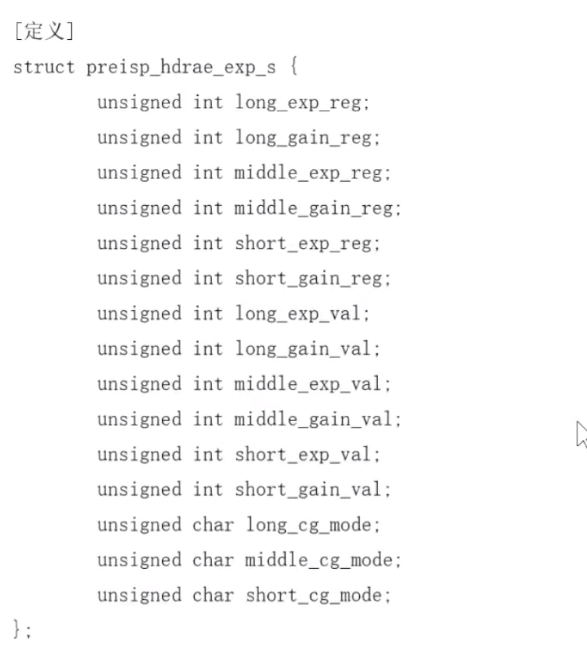 [定义]
struct preisp_hdrae_exp_s {
unsigned int long_exp_reg;
unsigned int long_gain_reg;
unsigned int middle_exp_reg;
unsigned int middle_gain_reg;
unsigned int short_exp_reg;
unsigned int short_gain_reg;
unsigned int long_exp_val;
unsigned int long_gain_val;
unsigned int middle_exp_val;
unsigned int middle_gain_val;
unsigned int short_exp_val;
unsigned int short_gain_val;
unsigned char long_cg_mode;
unsigned char middle_cg_mode;
unsigned char short_cg_mode;
};